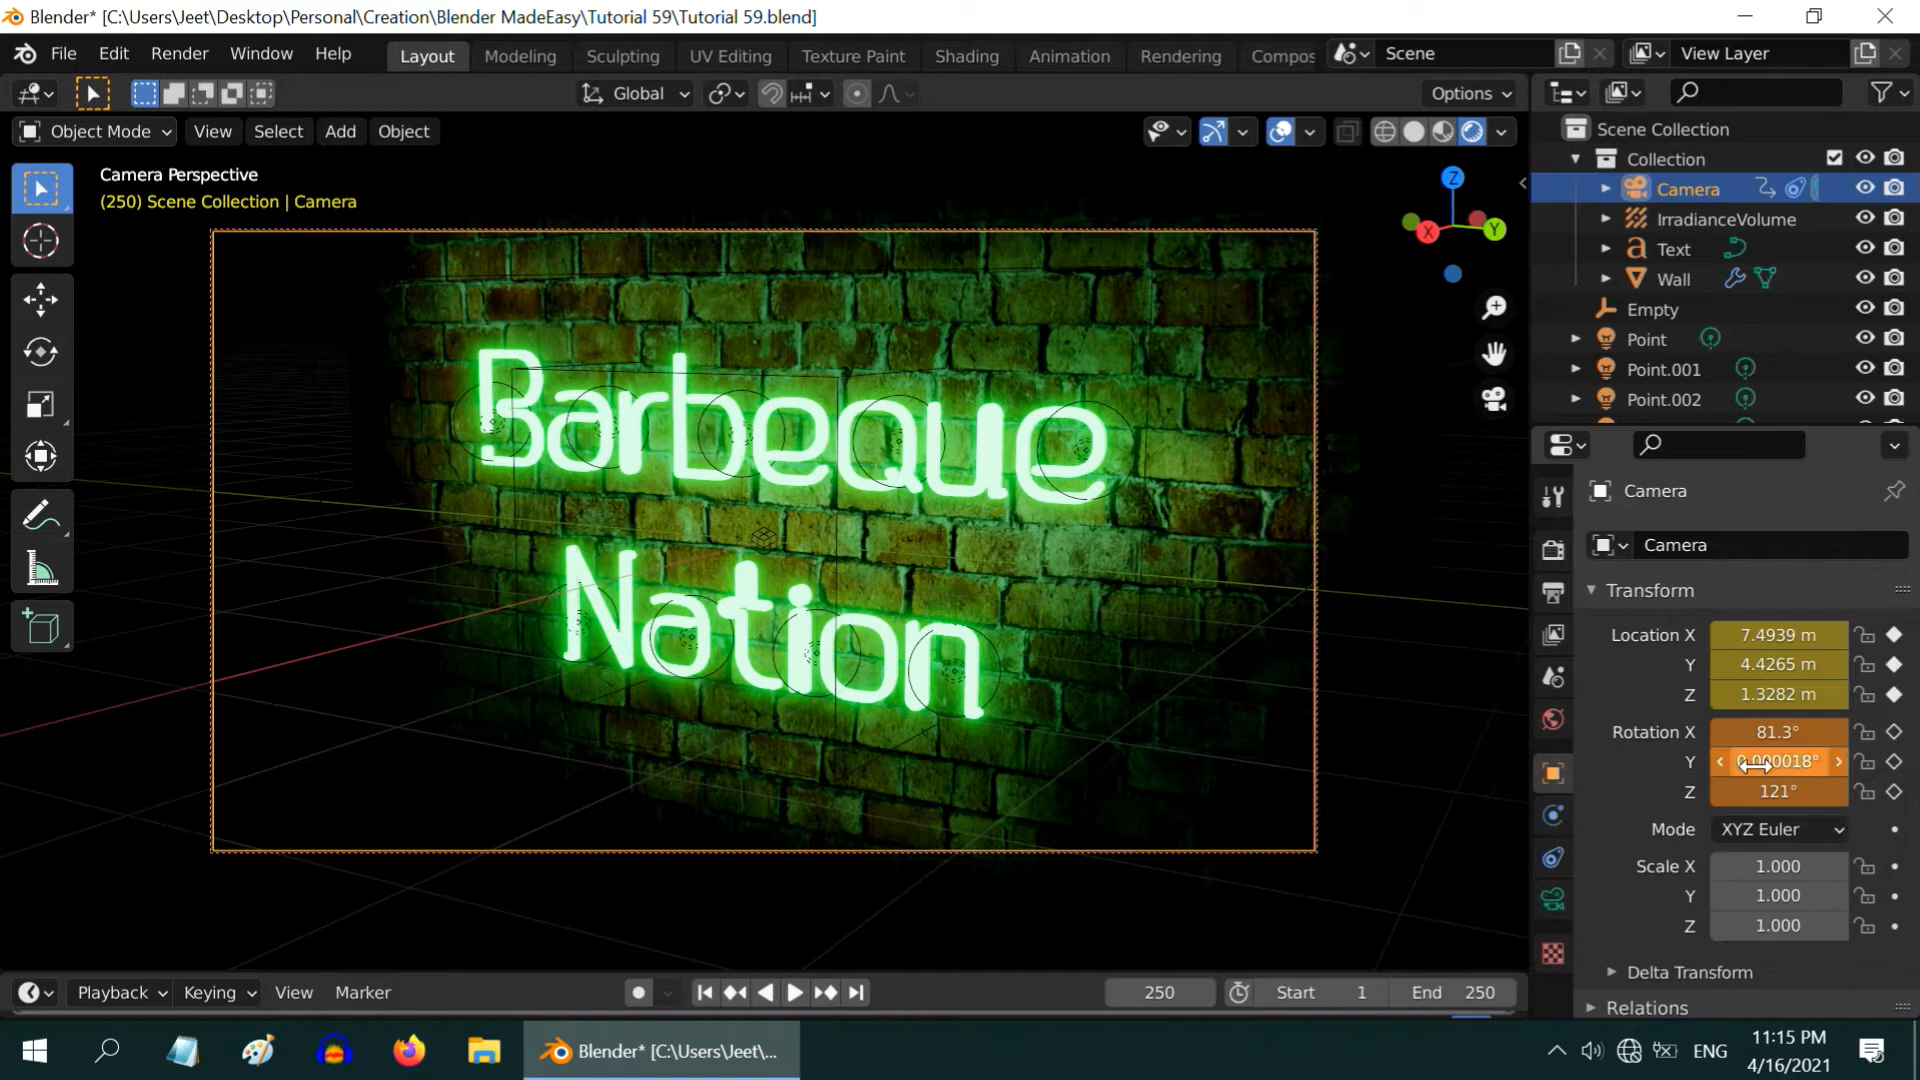 Blender* [C:\Users\Jeet\Desktop\Personal\Creation\Blender MadeEasy\Tutorial 59\Tutorial 59.blend]
File Edit Render Window Help
Layout Modeling Sculpting UV Editing Texture Paint Shading Animation Rendering Compos
Scene
View Layer
Global
Options
Object Mode View Select Add Object
Camera Perspective
(250) Scene Collection | Camera
Z
X
Y
Barbeque
Nation
Scene Collection
Collection
Camera
IrradianceVolume
Text
Wall
Empty
Point
Point.001
Point.002
Camera
Camera
Transform
Location X 7.4939 m
Y 4.4265 m
Z 1.3282 m
Rotation X 81.3°
Y 0.000018°
Z 121°
Mode XYZ Euler
Scale X 1.000
Y 1.000
Z 1.000
Delta Transform
Relations
Playback Keying View Marker
250
Start 1
End 250
Blender* [C:\Users\Jeet\...
ENG
11:15 PM
4/16/2021